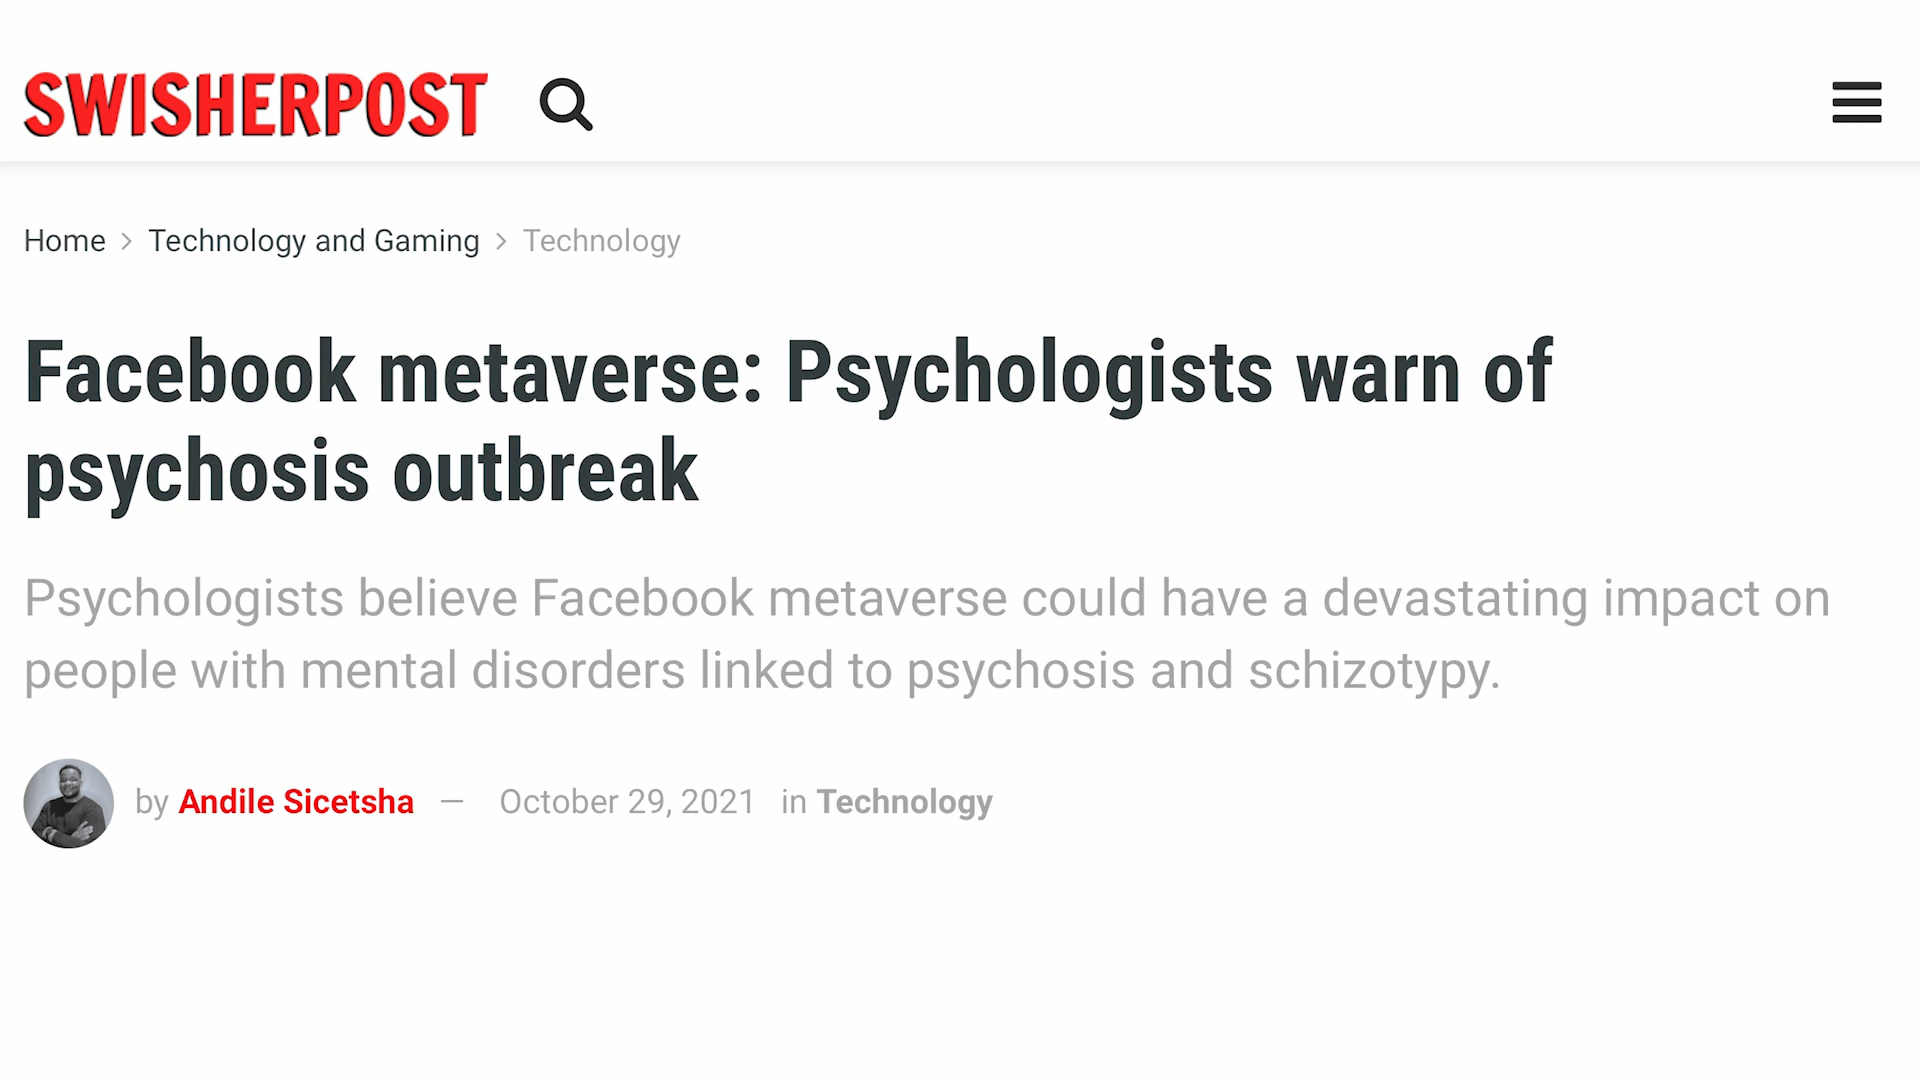 SWISHERPOST
Home > Technology and Gaming > Technology
Facebook metaverse: Psychologists warn of
psychosis outbreak
Psychologists believe Facebook metaverse could have a devastating impact on
people with mental disorders linked to psychosis and schizotypy.
by Andile Sicetsha — October 29, 2021 in Technology